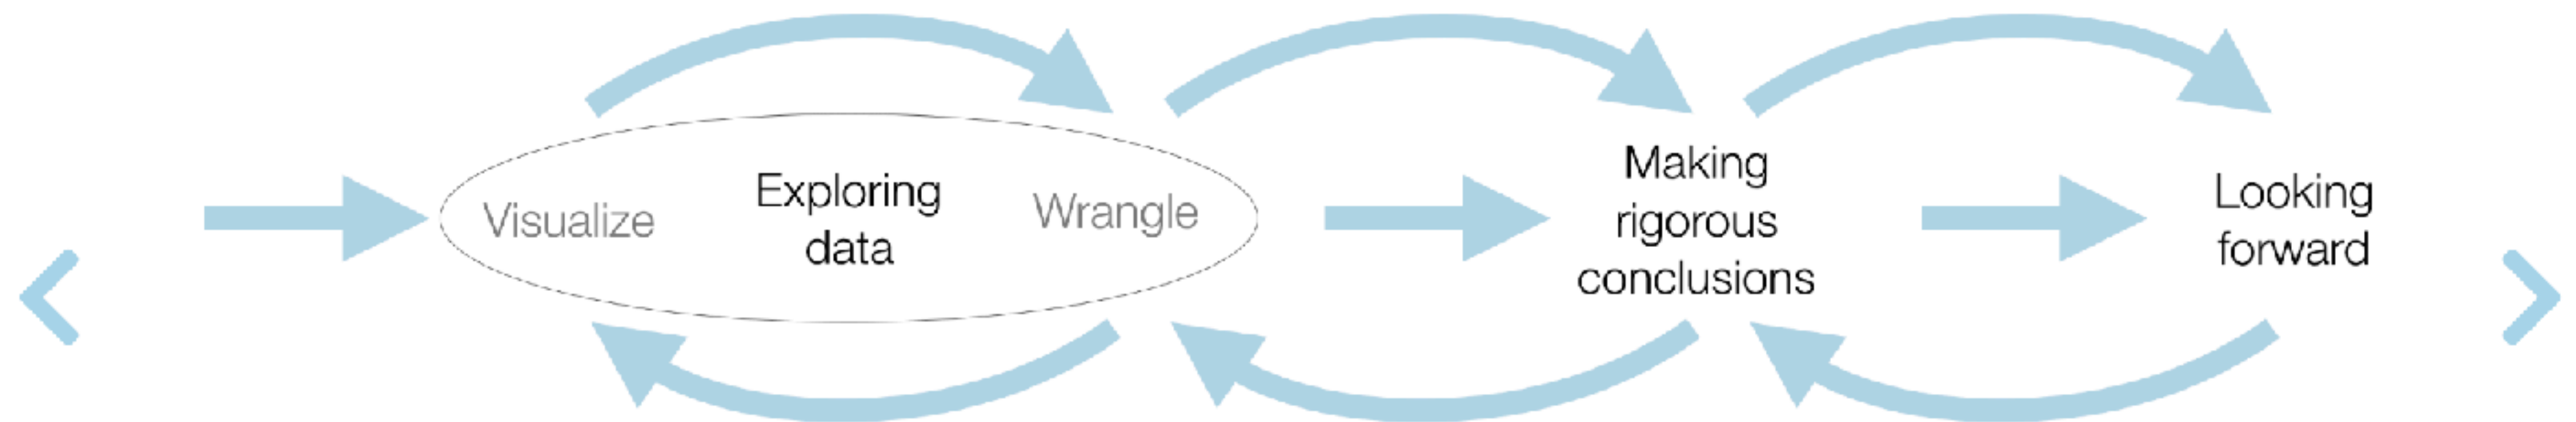 Visualize
Exploring
data
Wrangle
Making
rigorous
conclusions
Looking
forward